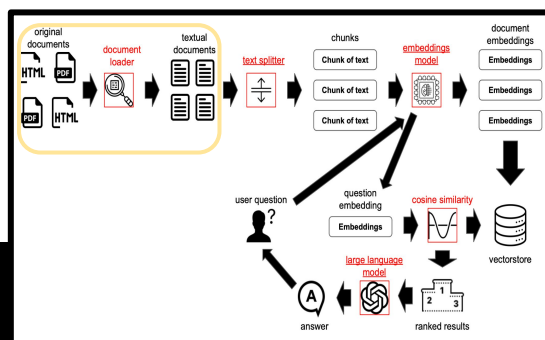 original
documents
HTML
PDF
PDF
HTML
document
loader
textual
documents
text splitter
chunks
Chunk of text
Chunk of text
Chunk of text
embeddings
model
document
embeddings
Embeddings
Embeddings
Embeddings
user question
?
question
embedding
Embeddings
cosine similarity
vectorstore
large language
model
A
answer
1
2
3
ranked results